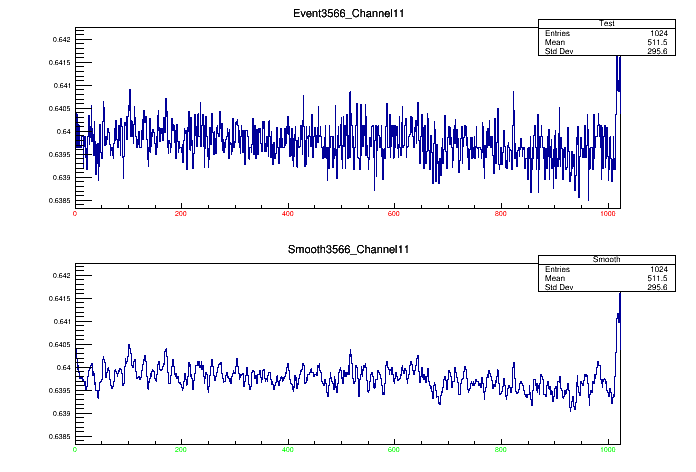 Event3566_Channel11
Test
Entries 1024
Mean 511.5
Std Dev 295.6
0.642
0.6415
0.641
0.6405
0.64
0.6395
0.639
0.6385
0 200 400 600 800 1000
Smooth3566_Channel11
Smooth
Entries 1024
Mean 511.5
Std Dev 295.6
0.642
0.6415
0.641
0.6405
0.64
0.6395
0.639
0.6385
0 200 400 600 800 1000